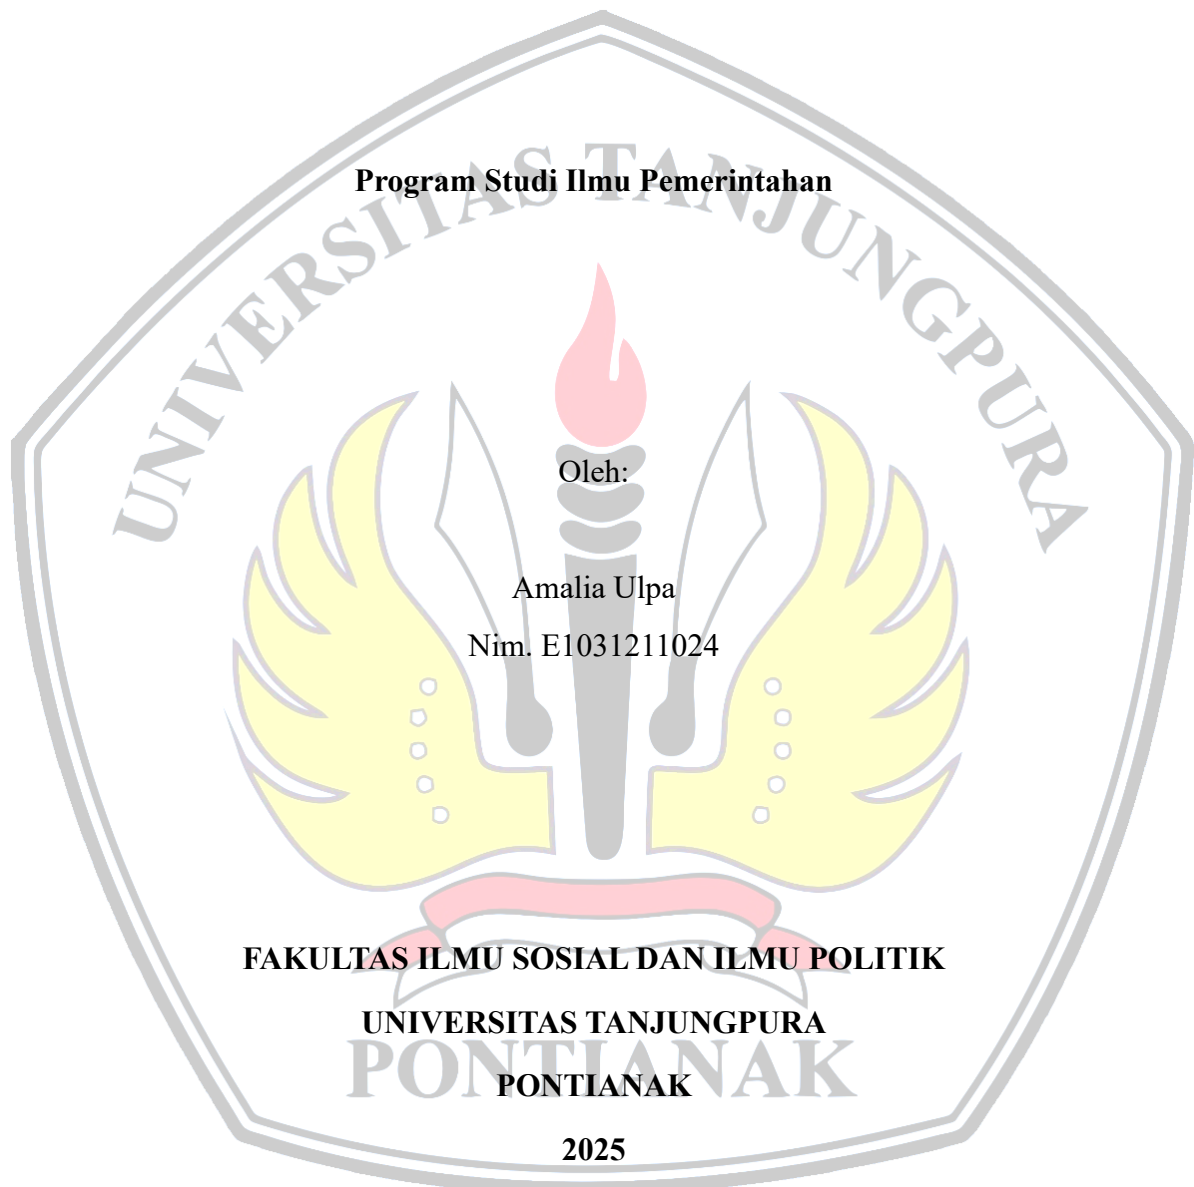 Program Studi Ilmu Pemerintahan
UNIVERSITAS TANJUNGPURA
Oleh:
Amalia Ulpa
Nim. E1031211024
FAKULTAS ILMU SOSIAL DAN ILMU POLITIK
UNIVERSITAS TANJUNGPURA
PONTIANAK
PONTIANAK
2025